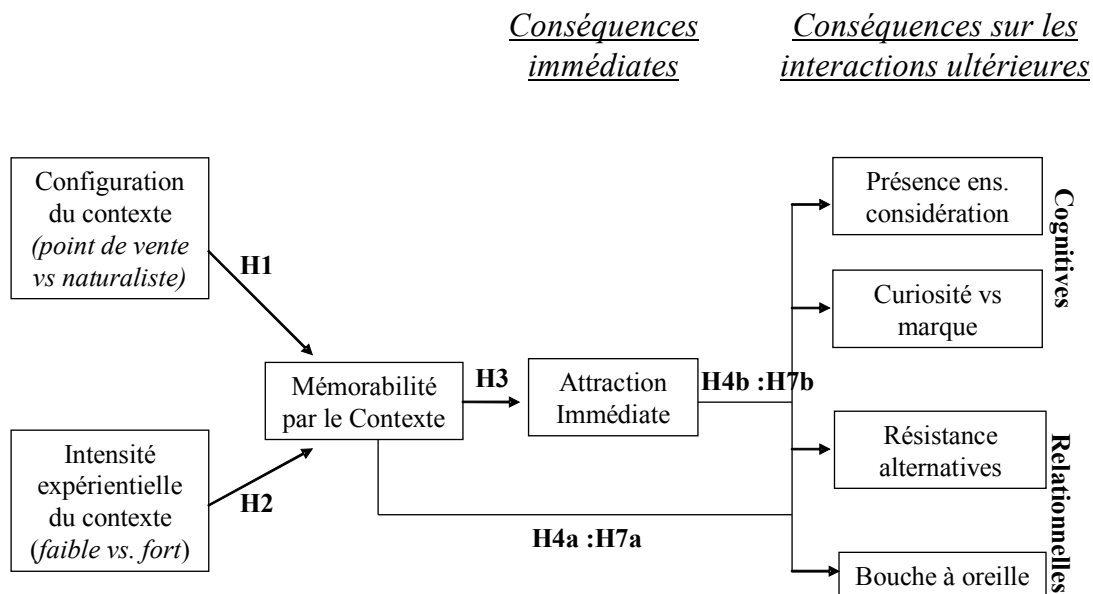 Conséquences
immédiates
Conséquences sur les
interactions ultérieures
Configuration
du contexte
(point de vente
vs naturaliste)
H1
Intensité
expérientielle
du contexte
(faible vs. fort)
H2
Mémorabilité
par le Contexte
H3
Attraction
Immédiate
H4b :H7b
H4a :H7a
Présence ens.
considération
Curiosité vs
marque
Cognitives
Résistance
alternatives
Bouche à oreille
Relationnelles